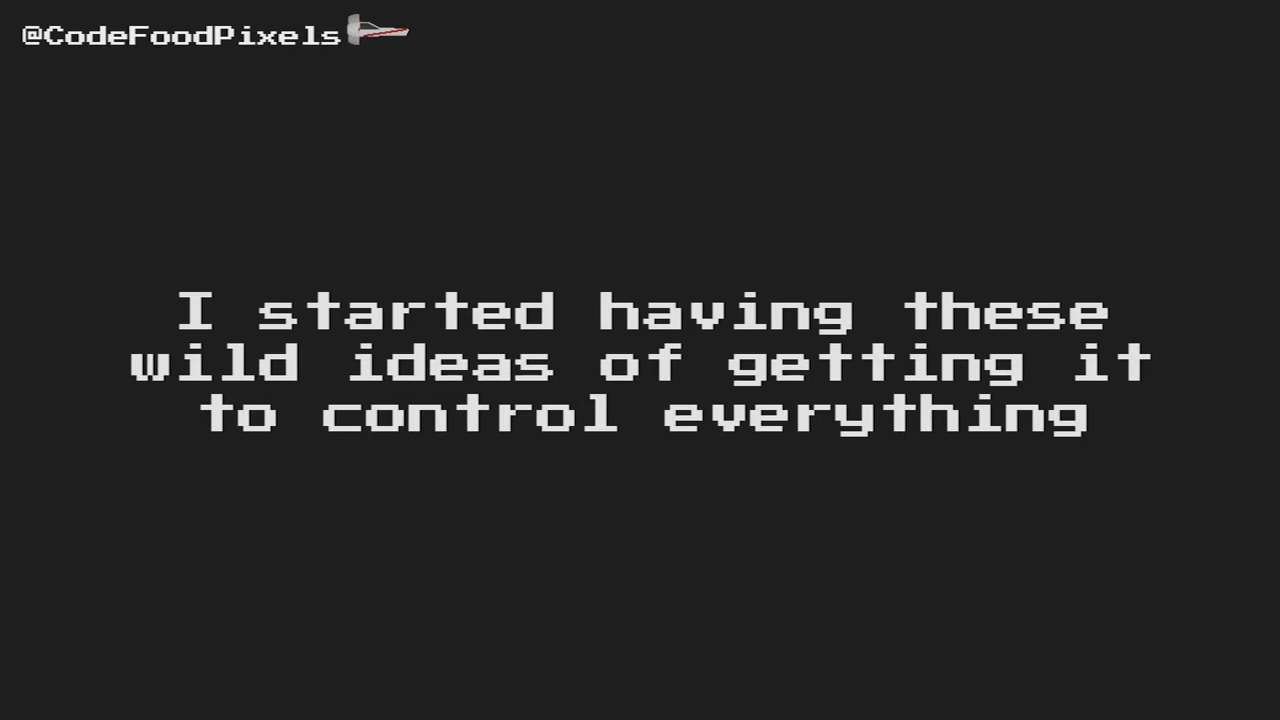 @CodeFoodPixels
I started having these
wild ideas of getting it
to control everything